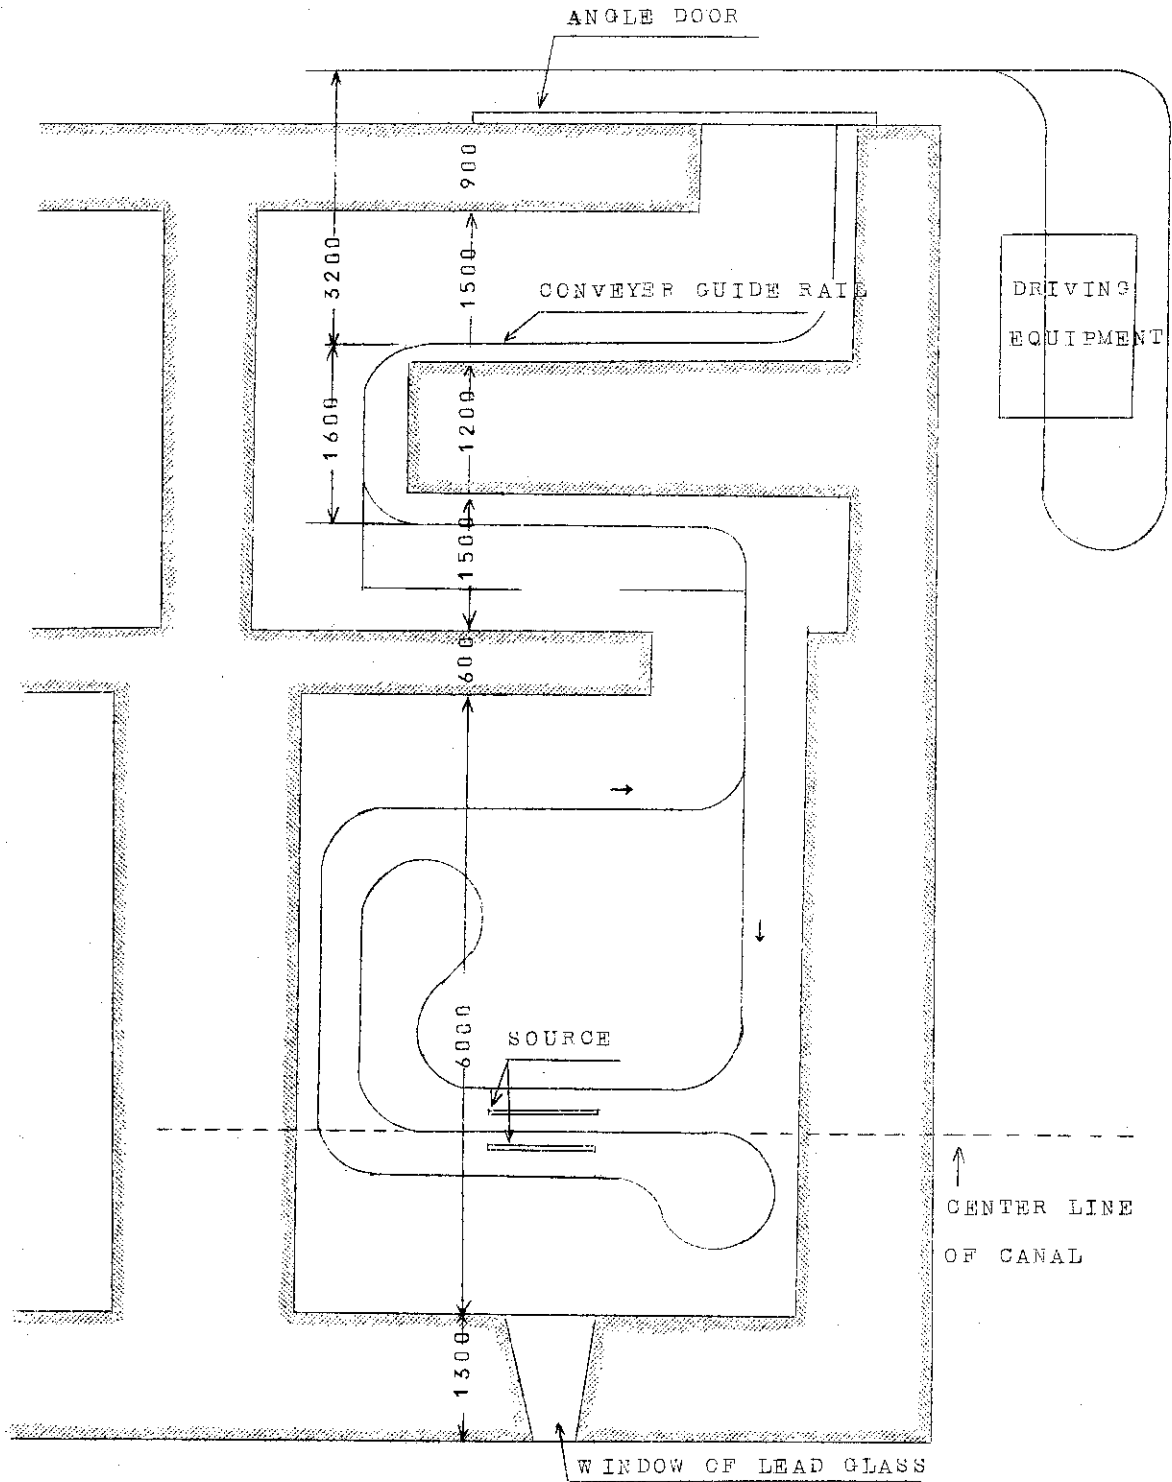 ANGLE DOOR
900
3200
1500
CONVEYER GUIDE RAIL
DRIVING
EQUIPMENT
1600
1200
1500
600
6000
SOURCE
CENTER LINE
OF CANAL
1300
WINDOW OF LEAD GLASS